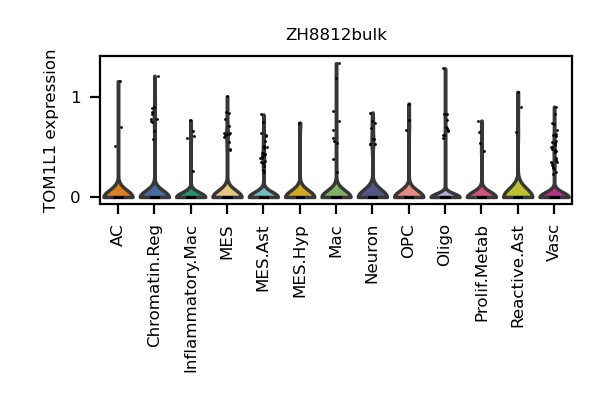 ZH8812bulk
TOM1L1 expression
1
0
AC
Chromatin.Reg
Inflammatory.Mac
MES
MES.Ast
MES.Hyp
Mac
Neuron
OPC
Oligo
Prolif.Metab
Reactive.Ast
Vasc